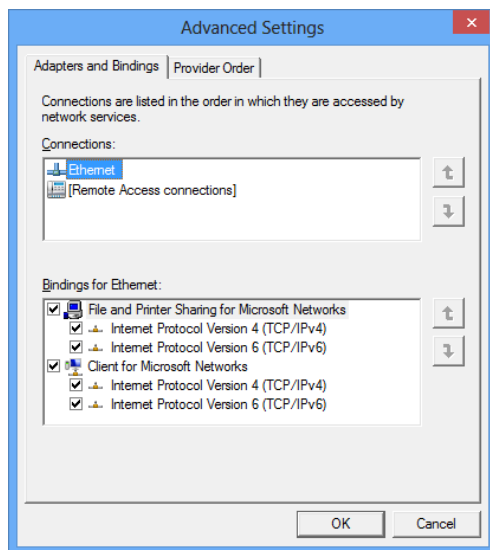 Advanced Settings
Adapters and Bindings
Provider Order
Connections are listed in the order in which they are accessed by
network services.
Connections:
Ethernet
[Remote Access connections]
Bindings for Ethernet:
File and Printer Sharing for Microsoft Networks
Internet Protocol Version 4 (TCP/IPv4)
Internet Protocol Version 6 (TCP/IPv6)
Client for Microsoft Networks
Internet Protocol Version 4 (TCP/IPv4)
Internet Protocol Version 6 (TCP/IPv6)
OK
Cancel